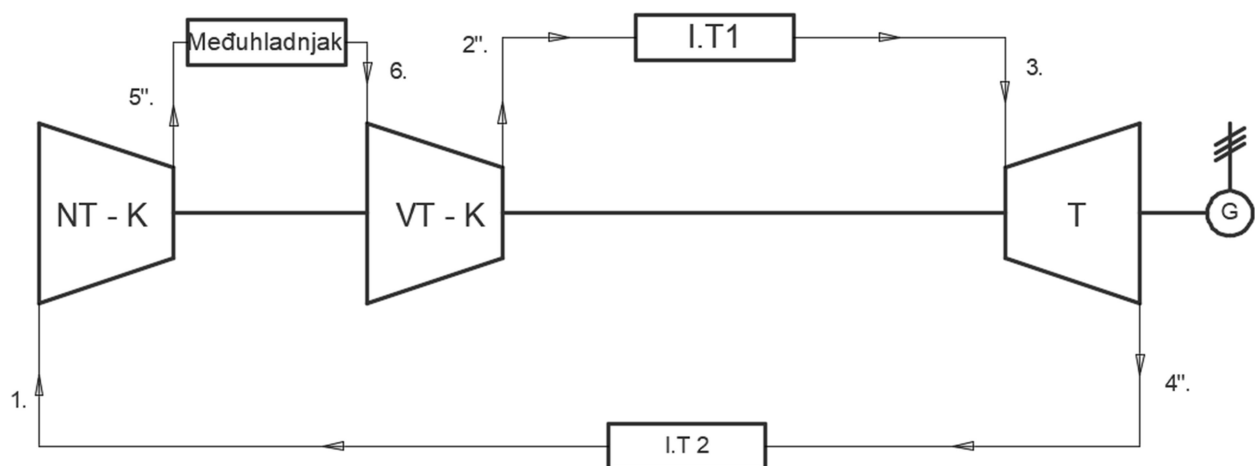 Međuhladnjak
2".
I.T1
5".
6.
3.
NT - K
VT - K
T
G
1.
4".
I.T 2